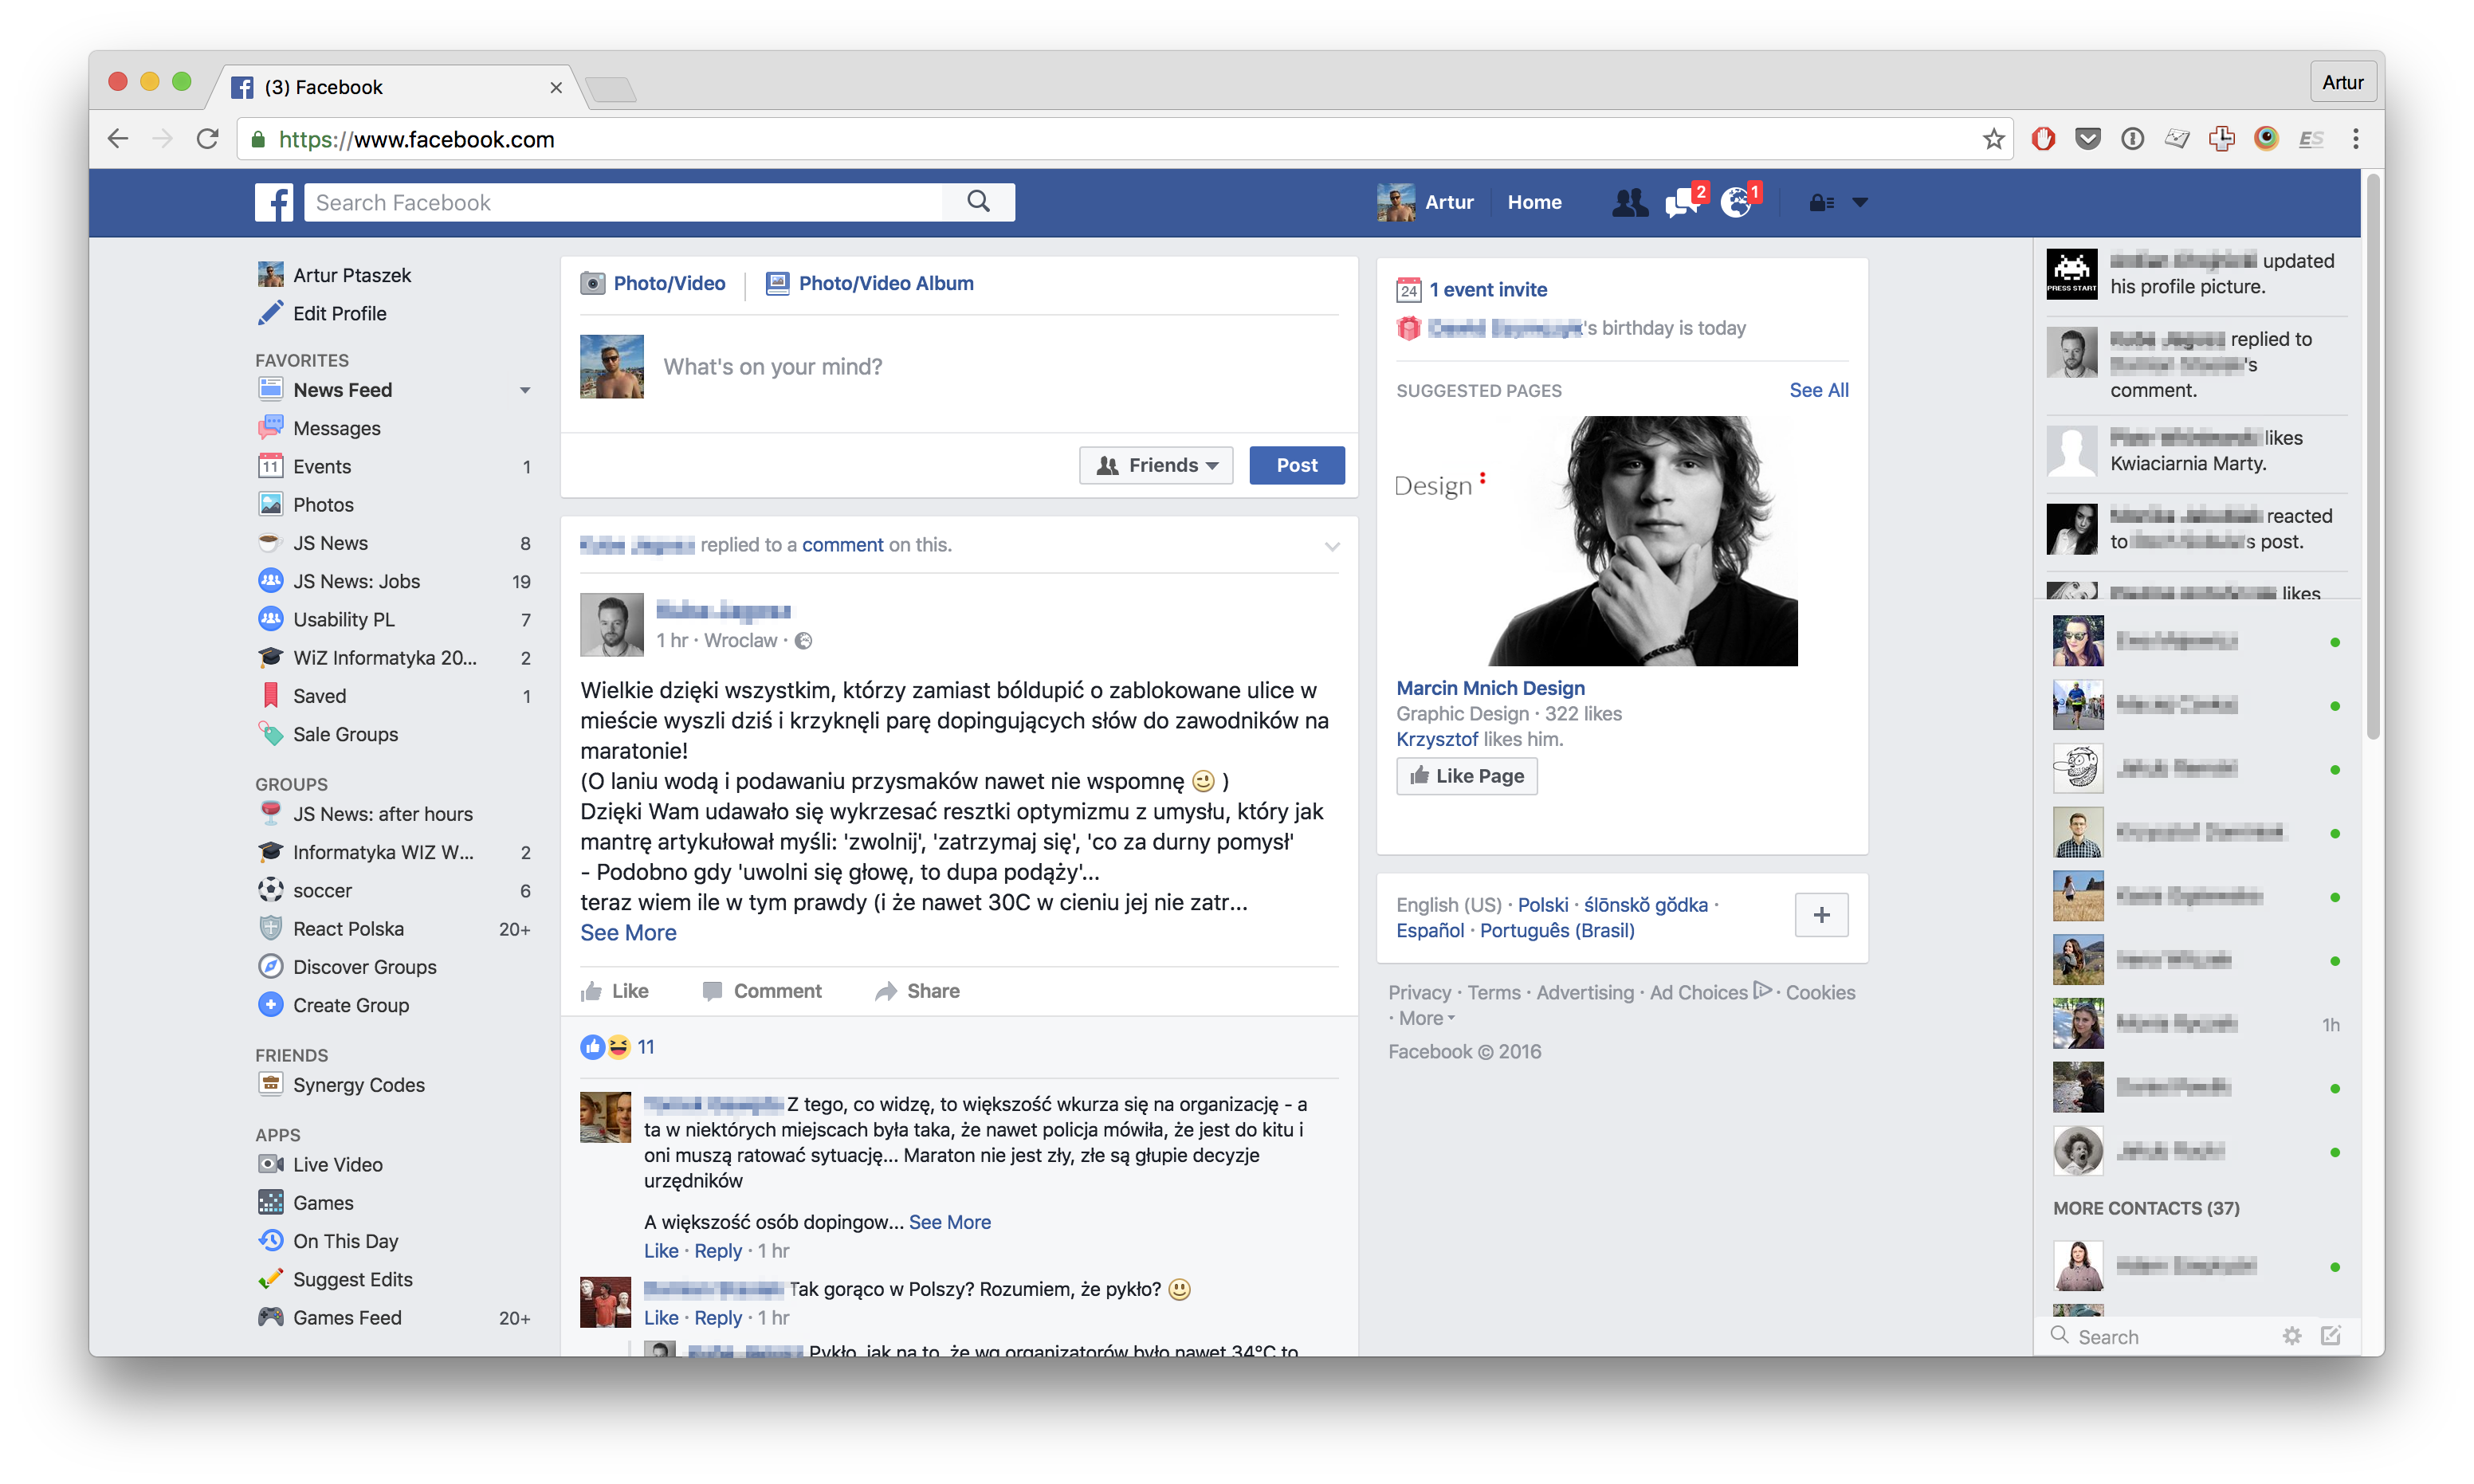 (3) Facebook
Artur
https://www.facebook.com
ES
Search Facebook
Artur
Home
2
1
Artur Ptaszek
Edit Profile
FAVORITES
News Feed
Messages
11 Events 1
Photos
JS News 8
JS News: Jobs 19
Usability PL 7
WiZ Informatyka 20... 2
Saved 1
Sale Groups
GROUPS
JS News: after hours
Informatyka WIZ W... 2
soccer 6
React Polska 20+
Discover Groups
Create Group
FRIENDS
Synergy Codes
APPS
Live Video
Games
On This Day
Suggest Edits
Games Feed 20+
Photo/Video
Photo/Video Album
What's on your mind?
Friends
Post
replied to a comment on this.
1 hr · Wroclaw ·
Wielkie dzięki wszystkim, którzy zamiast bóldupić o zablokowane ulice w
mieście wyszli dziś i krzyknęli parę dopingujących słów do zawodników na
maratonie!
(O laniu wodą i podawaniu przysmaków nawet nie wspomnę 😉 )
Dzięki Wam udawało się wykrzesać resztki optymizmu z umysłu, który jak
mantrę artykułował myśli: 'zwolnij', 'zatrzymaj się', 'co za durny pomysł'
- Podobno gdy 'uwolni się głowę, to dupa podąży'...
teraz wiem ile w tym prawdy (i że nawet 30C w cieniu jej nie zatr...
See More
Like
Comment
Share
11
Z tego, co widzę, to większość wkurza się na organizację - a
ta w niektórych miejscach była taka, że nawet policja mówiła, że jest do kitu i
oni muszą ratować sytuację... Maraton nie jest zły, złe są głupie decyzje
urzędników
A większość osób dopingow... See More
Like · Reply · 1 hr
Tak gorąco w Polszy? Rozumiem, że pykło? 🙂
Like · Reply · 1 hr
Pykło, jak na to, że wg organizatorów było nawet 34°C to
24 1 event invite
's birthday is today
SUGGESTED PAGES
See All
Design :
Marcin Mnich Design
Graphic Design · 322 likes
Krzysztof likes him.
Like Page
English (US) · Polski · ślōnskŏ gŏdka ·
Español · Português (Brasil)
+
Privacy · Terms · Advertising · Ad Choices · Cookies
· More
Facebook © 2016
PRESS START
updated
his profile picture.
replied to
's
comment.
likes
Kwiaciarnia Marty.
reacted
to 's post.
likes
1h
MORE CONTACTS (37)
Search